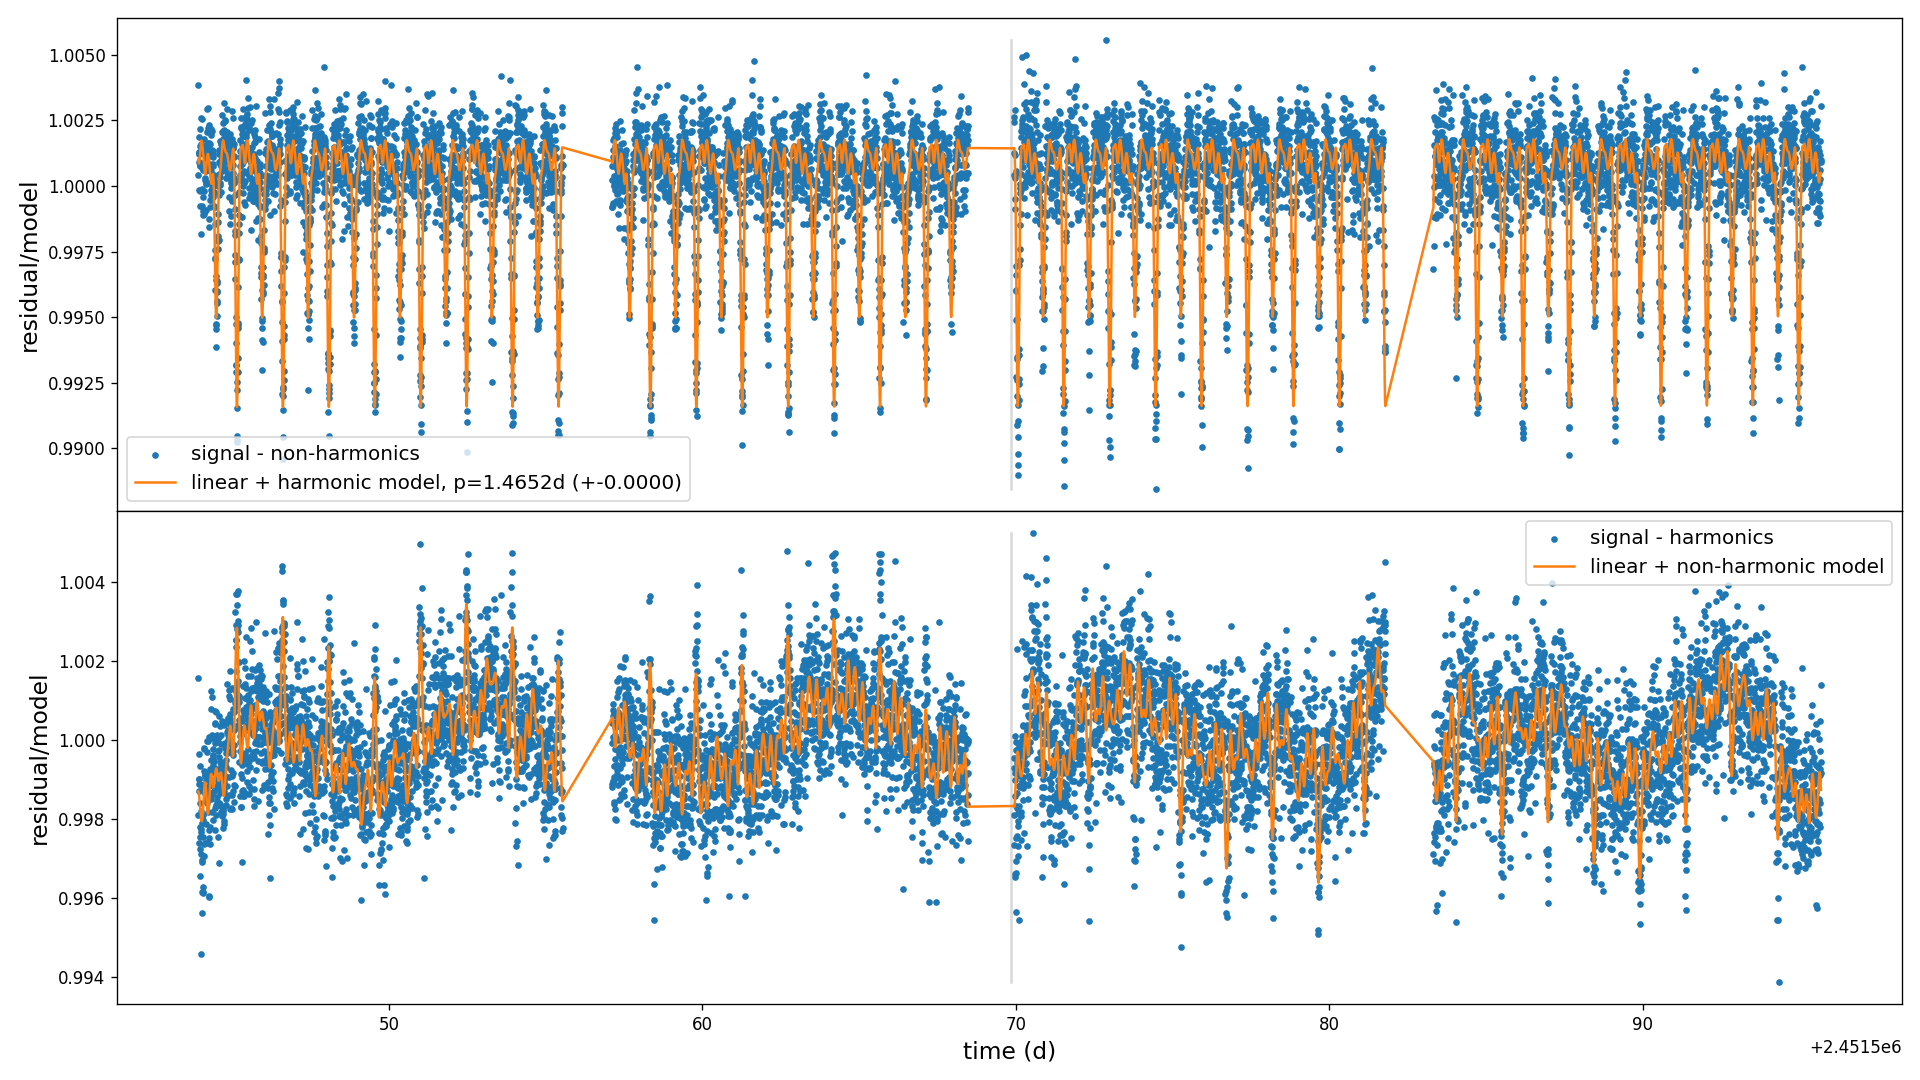 residual/model
1.0050
1.0025
1.0000
0.9975
0.9950
0.9925
0.9900
signal - non-harmonics
linear + harmonic model, p=1.4652d (+-0.0000)
residual/model
1.004
1.002
1.000
0.998
0.996
0.994
signal - harmonics
linear + non-harmonic model
50 60 70 80 90
time (d)
+2.4515e6